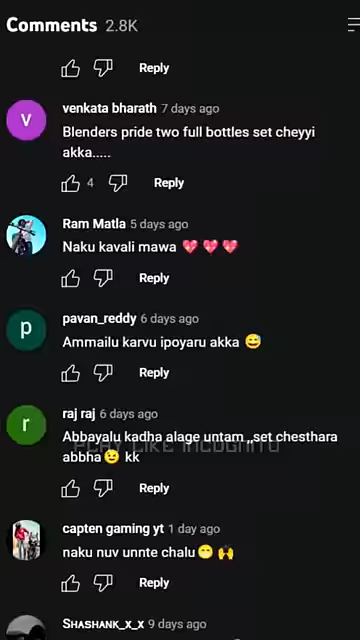 Comments 2.8K
Reply
venkata bharath 7 days ago
Blenders pride two full bottles set cheyyi
akka.....
4 Reply
Ram Matla 5 days ago
Naku kavali mawa 💖 💖 💖
Reply
pavan_reddy 6 days ago
Ammailu karvu ipoyaru akka 😅
Reply
raj raj 6 days ago
Abbayalu kadha alage untam ,,set chesthara
PLAY LIKE INCOGNITO
abbha😉 kk
Reply
capten gaming yt 1 day ago
naku nuv unnte chalu😁🙌
Reply
Shashank_x_x 9 days ago